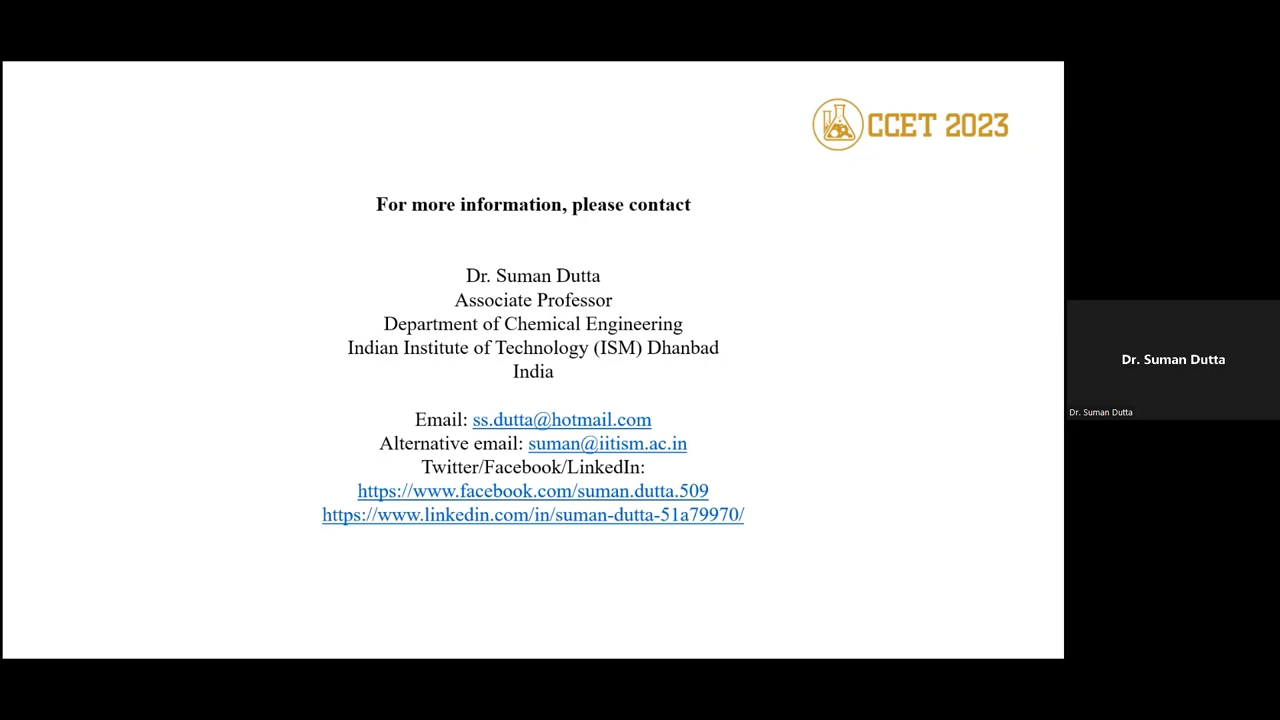 CCET 2023
For more information, please contact
Dr. Suman Dutta
Associate Professor
Department of Chemical Engineering
Indian Institute of Technology (ISM) Dhanbad
India
Email: ss.dutta@hotmail.com
Alternative email: suman@iitism.ac.in
Twitter/Facebook/LinkedIn:
https://www.facebook.com/suman.dutta.509
https://www.linkedin.com/in/suman-dutta-51a79970/
Dr. Suman Dutta
Dr. Suman Dutta